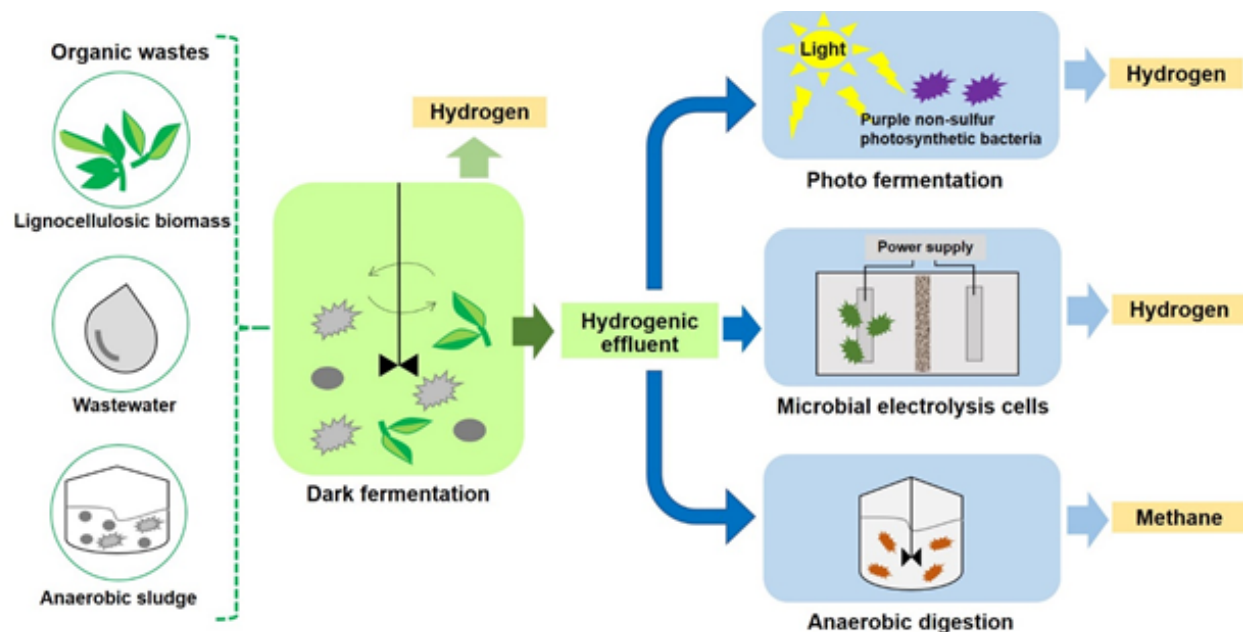 Organic wastes
Lignocellulosic biomass
Wastewater
Anaerobic sludge
Hydrogen
Dark fermentation
Hydrogenic
effluent
Light
Purple non-sulfur
photosynthetic bacteria
Photo fermentation
Hydrogen
Power supply
Microbial electrolysis cells
Hydrogen
Anaerobic digestion
Methane